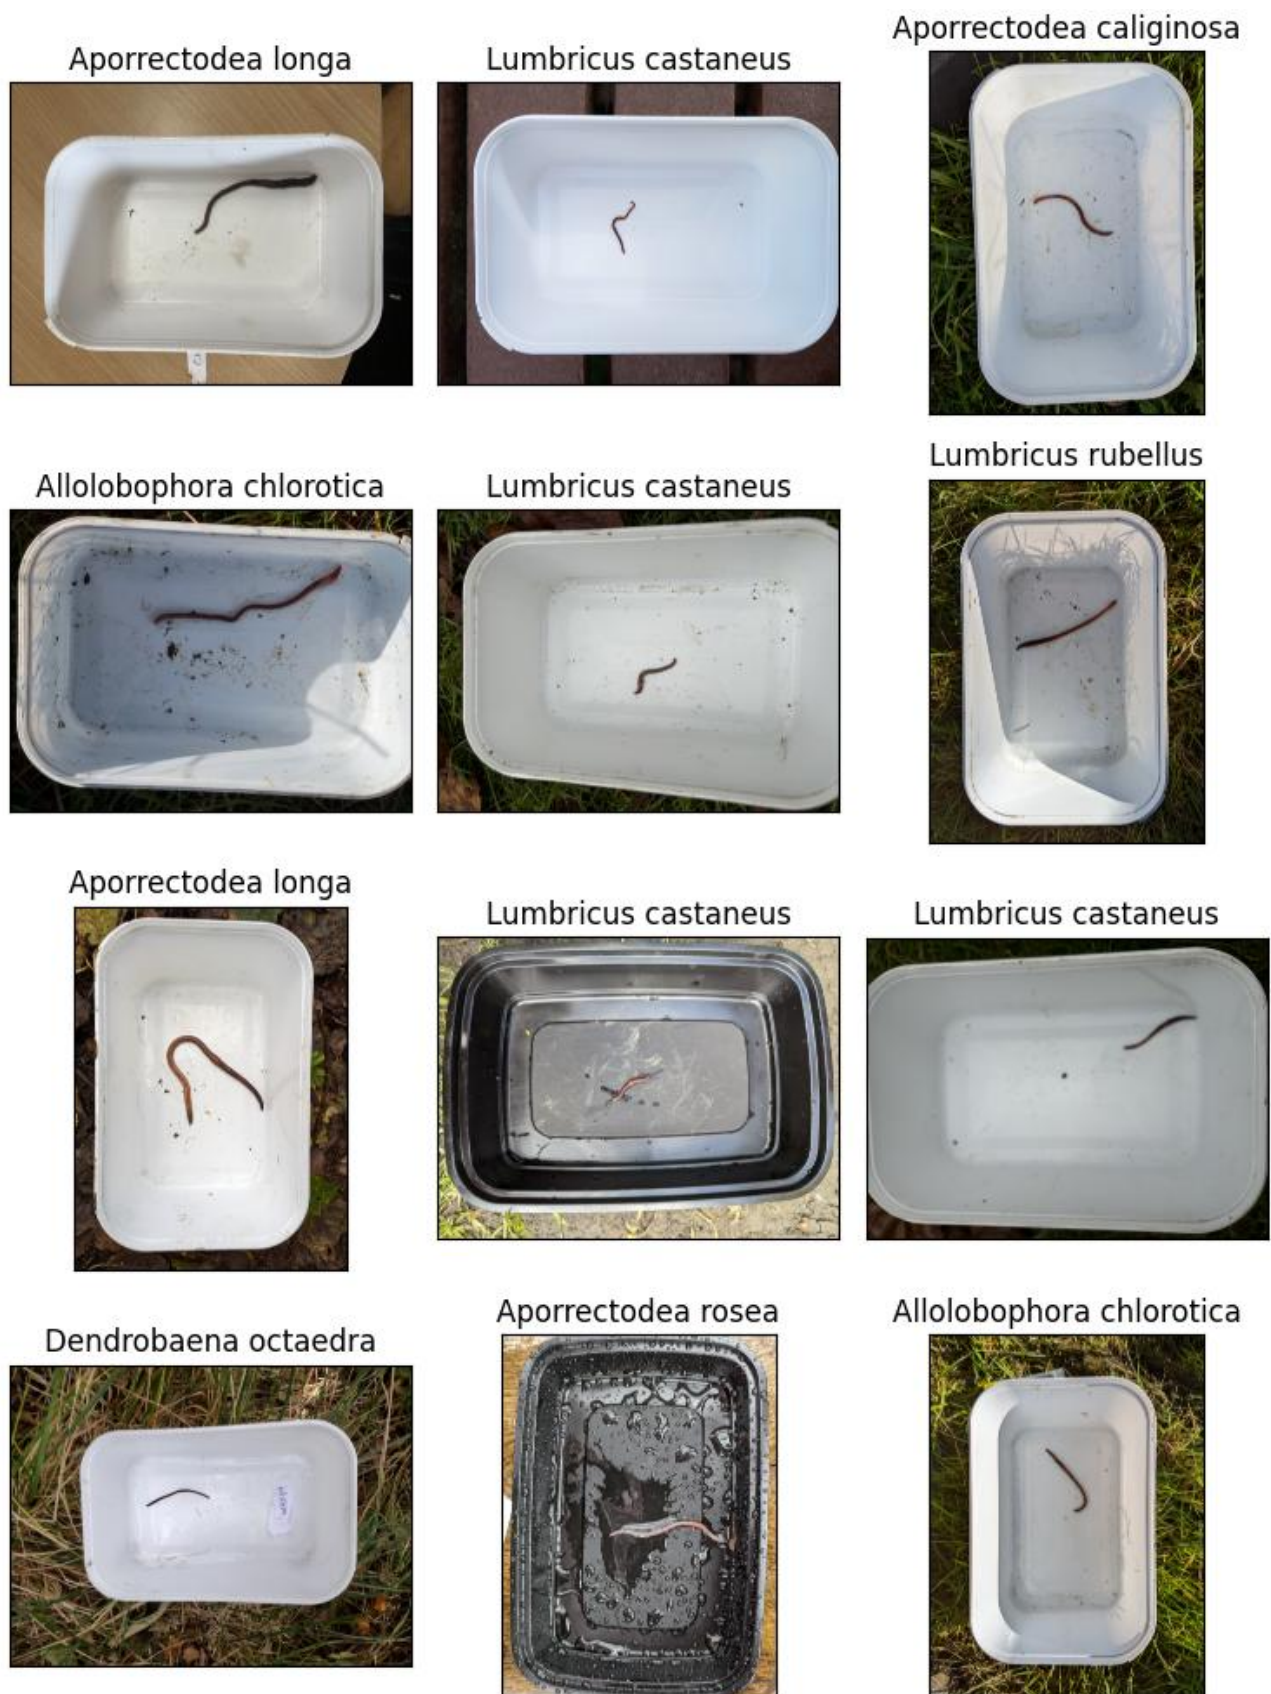 Aporrectodea longa
Lumbricus castaneus
Aporrectodea caliginosa
Allolobophora chlorotica
Lumbricus castaneus
Lumbricus rubellus
Aporrectodea longa
Lumbricus castaneus
Lumbricus castaneus
Dendrobaena octaedra
Aporrectodea rosea
Allolobophora chlorotica